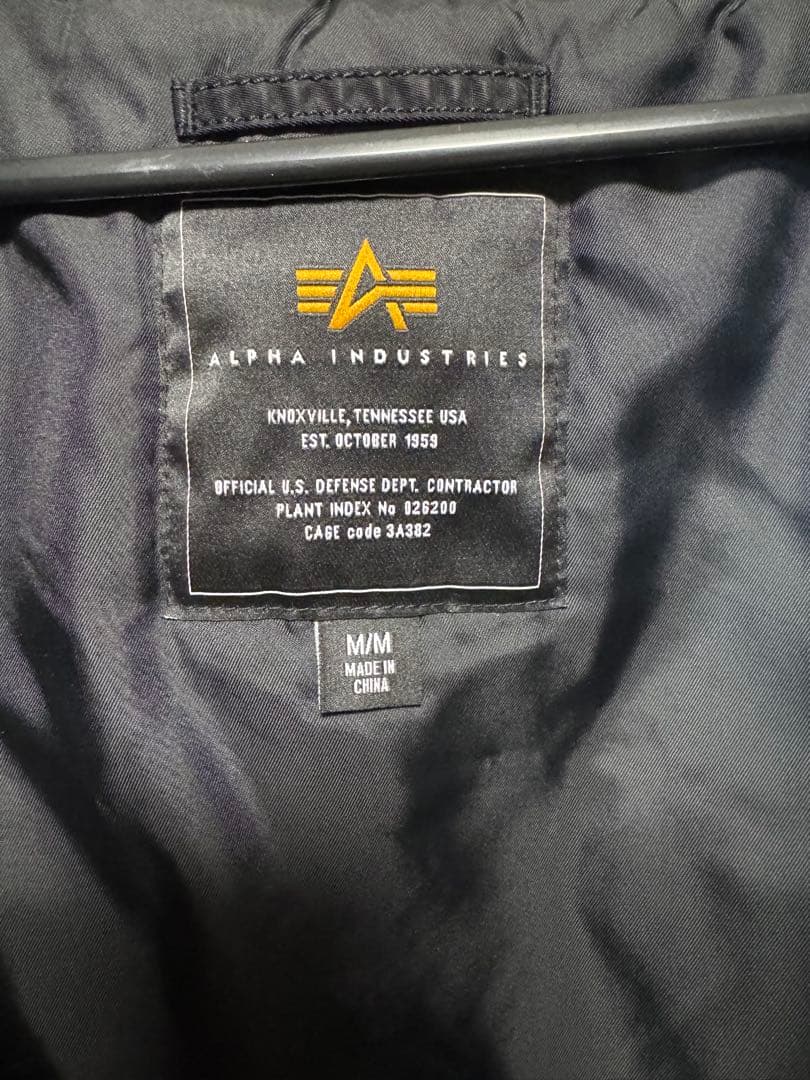 ALPHA INDUSTRIES
KNOXVILLE, TENNESSEE USA
EST. OCTOBER 1959
OFFICIAL U.S. DEFENSE DEPT. CONTRACTOR
PLANT INDEX No 026200
CAGE code 3A382
M/M
MADE IN
CHINA